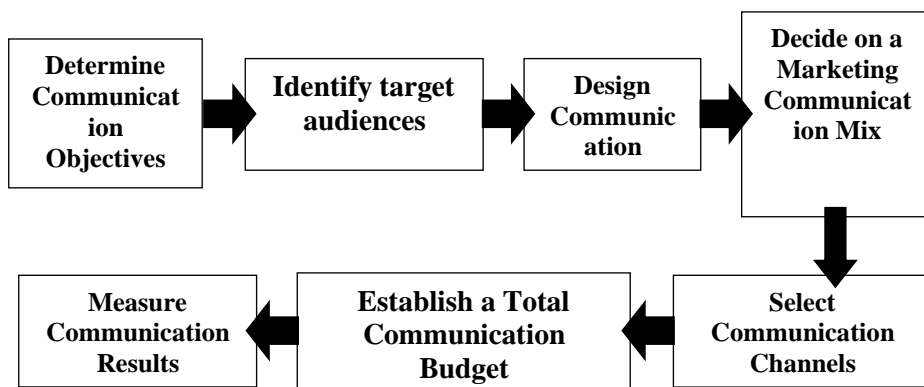 Determine
Communicat
ion
Objectives
Identify target
audiences
Design
Communic
ation
Decide on a
Marketing
Communicat
ion Mix
Select
Communication
Channels
Establish a Total
Communication
Budget
Measure
Communication
Results